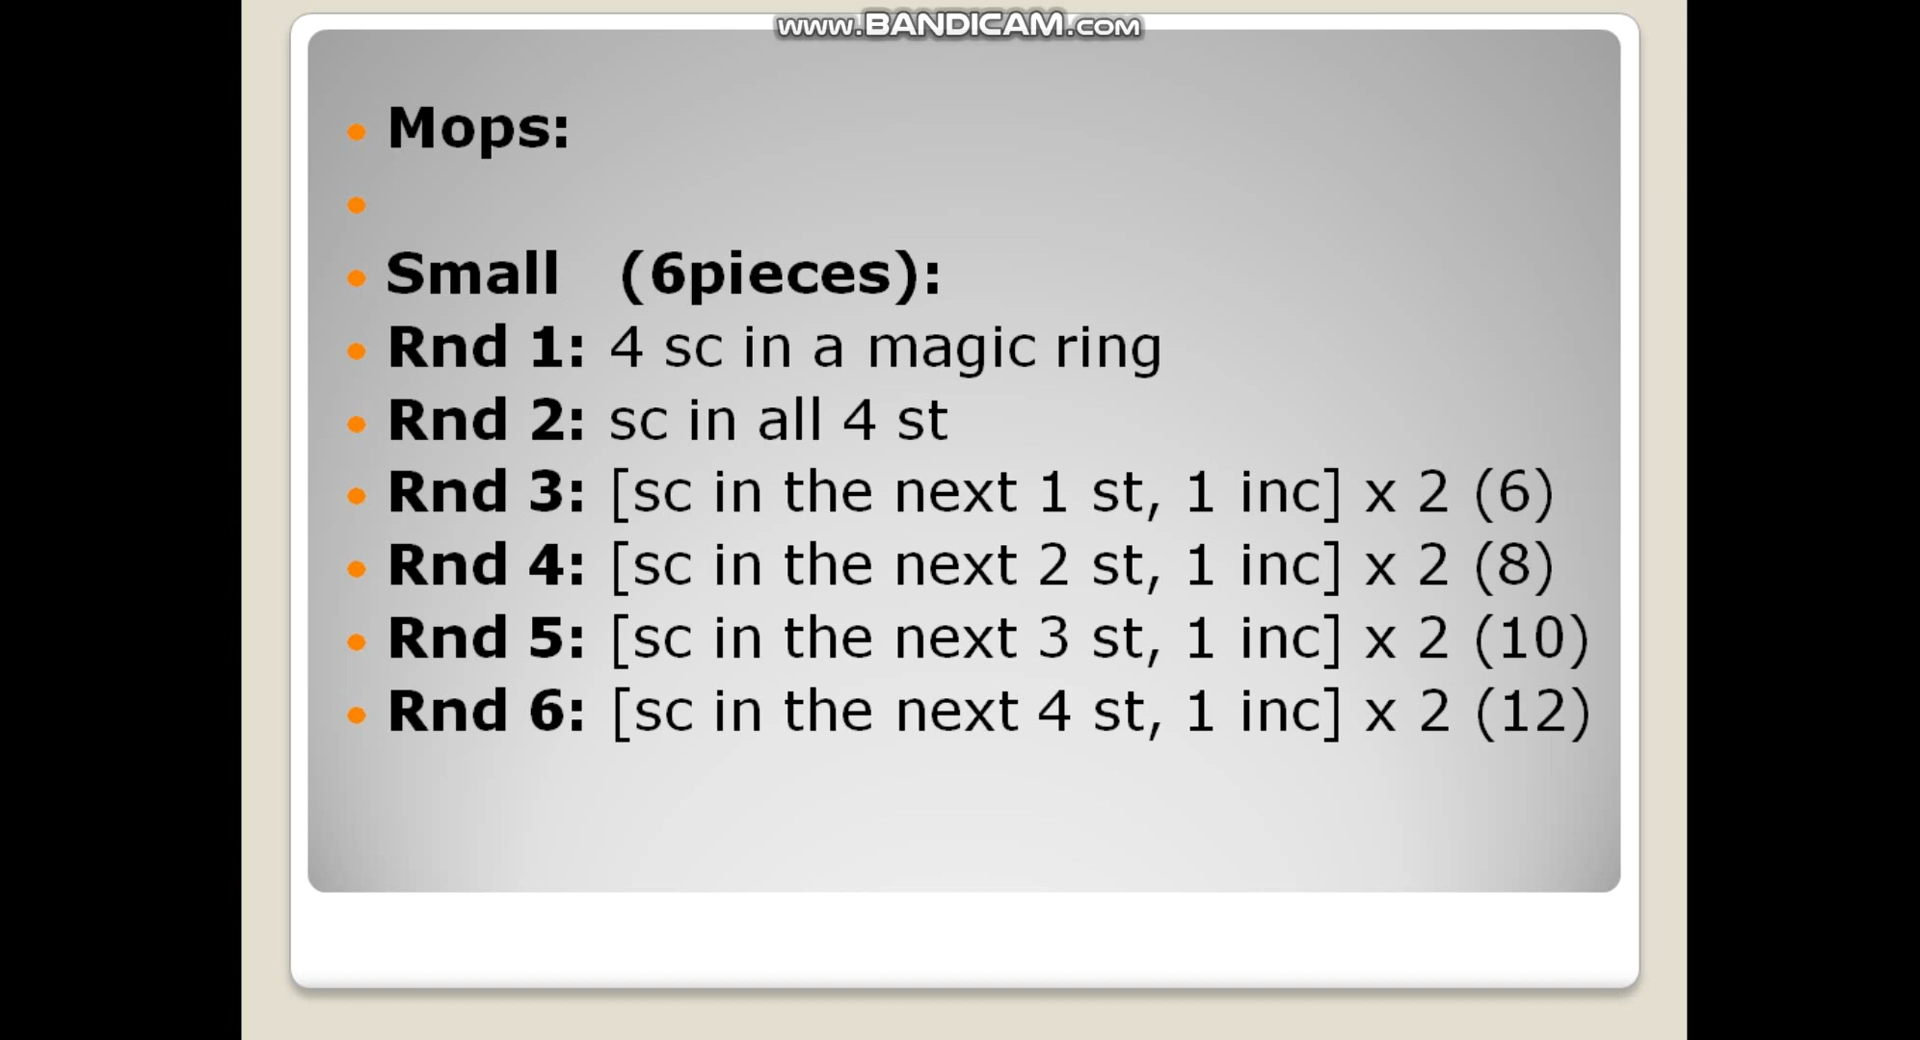 www.BANDICAM.com
Mops:
Small (6pieces):
Rnd 1: 4 sc in a magic ring
Rnd 2: sc in all 4 st
Rnd 3: [sc in the next 1 st, 1 inc] x 2 (6)
Rnd 4: [sc in the next 2 st, 1 inc] x 2 (8)
Rnd 5: [sc in the next 3 st, 1 inc] x 2 (10)
Rnd 6: [sc in the next 4 st, 1 inc] x 2 (12)